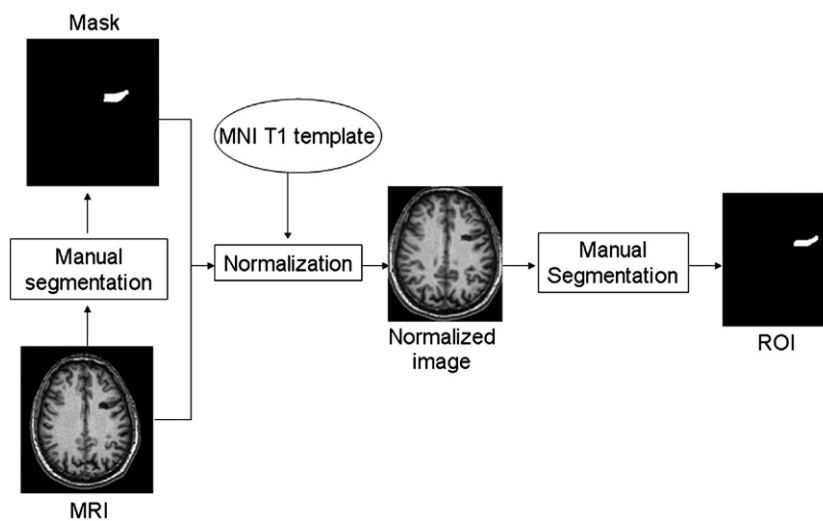 Mask
MNI T1 template
Manual
segmentation
Normalization
Manual
Segmentation
Normalized
image
ROI
MRI